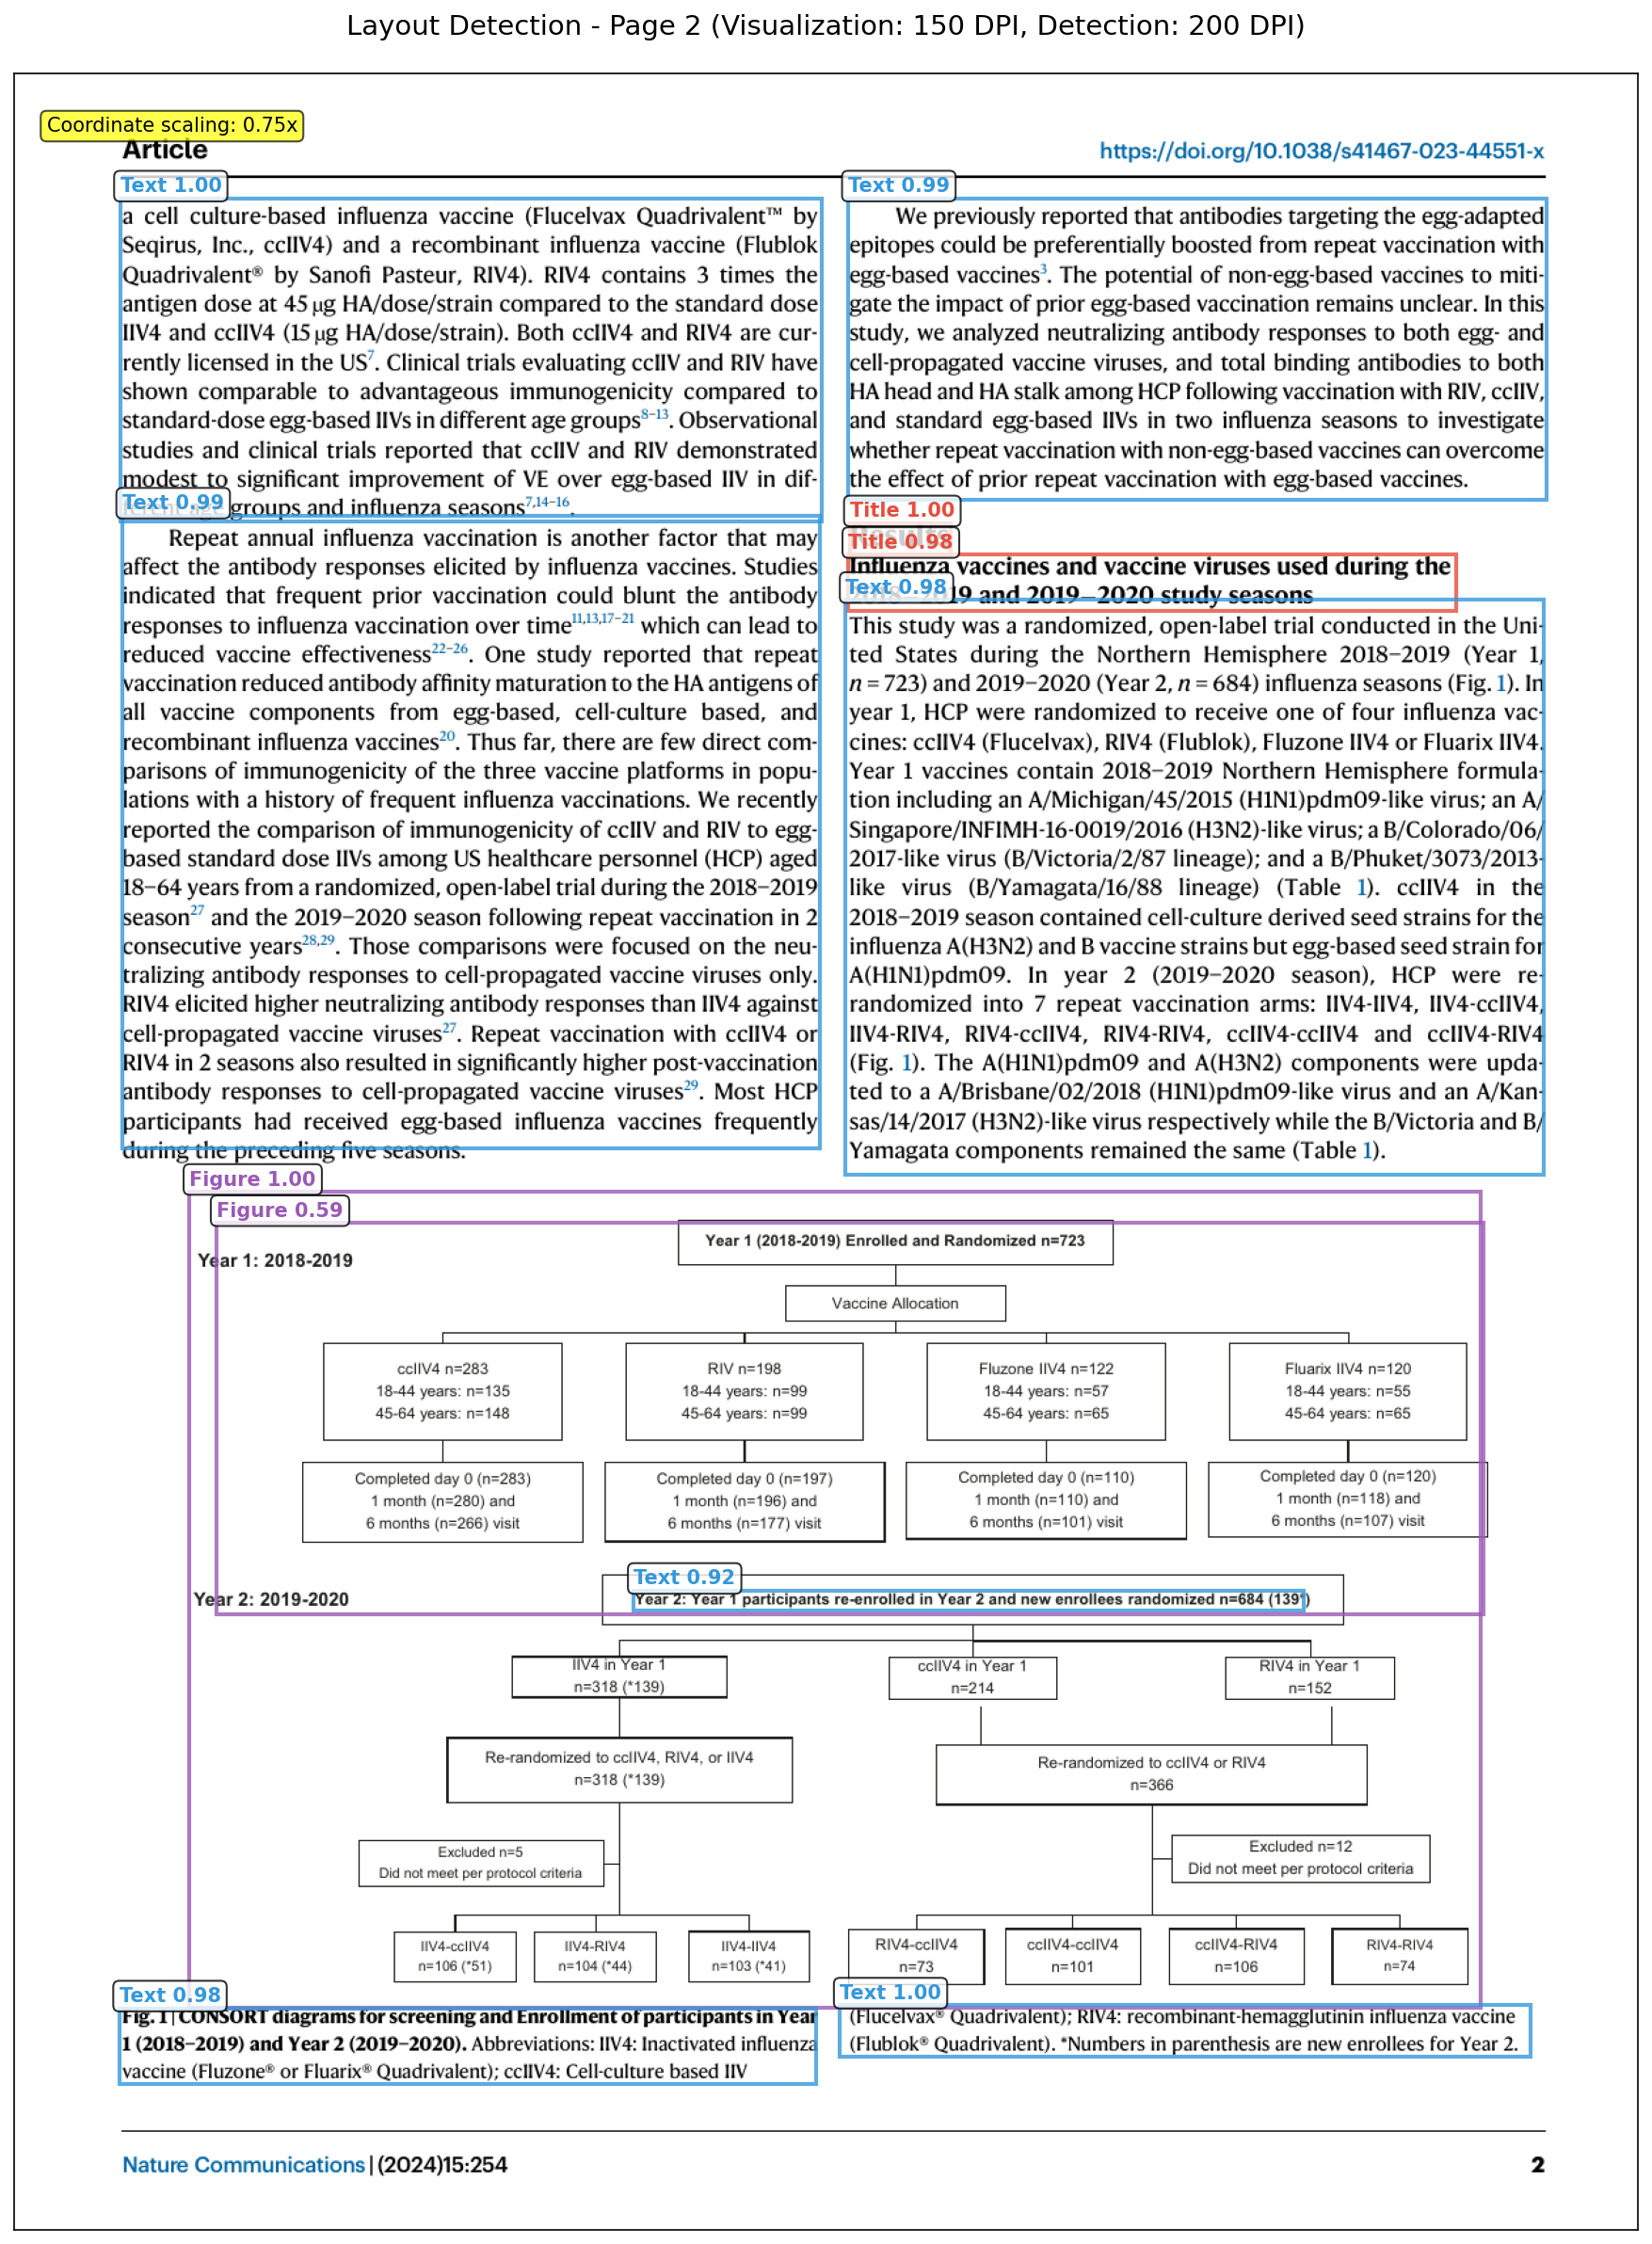 Layout Detection - Page 2 (Visualization: 150 DPI, Detection: 200 DPI)
Coordinate scaling: 0.75x
Article
https://doi.org/10.1038/s41467-023-44551-x
Text 1.00
a cell culture-based influenza vaccine (Flucelvax Quadrivalent™ by
Seqirus, Inc., ccIIV4) and a recombinant influenza vaccine (Flublok
Quadrivalent® by Sanofi Pasteur, RIV4). RIV4 contains 3 times the
antigen dose at 45 µg HA/dose/strain compared to the standard dose
IIV4 and ccIIV4 (15 µg HA/dose/strain). Both ccIIV4 and RIV4 are cur-
rently licensed in the US7. Clinical trials evaluating ccIIV and RIV have
shown comparable to advantageous immunogenicity compared to
standard-dose egg-based IIVs in different age groups8–13. Observational
studies and clinical trials reported that ccIIV and RIV demonstrated
modest to significant improvement of VE over egg-based IIV in dif-
groups and influenza seasons7,14–16.
Text 0.99
Repeat annual influenza vaccination is another factor that may
affect the antibody responses elicited by influenza vaccines. Studies
indicated that frequent prior vaccination could blunt the antibody
responses to influenza vaccination over time11,13,17–21 which can lead to
reduced vaccine effectiveness22–26. One study reported that repeat
vaccination reduced antibody affinity maturation to the HA antigens of
all vaccine components from egg-based, cell-culture based, and
recombinant influenza vaccines20. Thus far, there are few direct com-
parisons of immunogenicity of the three vaccine platforms in popu-
lations with a history of frequent influenza vaccinations. We recently
reported the comparison of immunogenicity of ccIIV and RIV to egg-
based standard dose IIVs among US healthcare personnel (HCP) aged
18–64 years from a randomized, open-label trial during the 2018–2019
season27 and the 2019–2020 season following repeat vaccination in 2
consecutive years28,29. Those comparisons were focused on the neu-
tralizing antibody responses to cell-propagated vaccine viruses only.
RIV4 elicited higher neutralizing antibody responses than IIV4 against
cell-propagated vaccine viruses27. Repeat vaccination with ccIIV4 or
RIV4 in 2 seasons also resulted in significantly higher post-vaccination
antibody responses to cell-propagated vaccine viruses29. Most HCP
participants had received egg-based influenza vaccines frequently
during the preceding five seasons.
Text 0.99
We previously reported that antibodies targeting the egg-adapted
epitopes could be preferentially boosted from repeat vaccination with
egg-based vaccines3. The potential of non-egg-based vaccines to miti-
gate the impact of prior egg-based vaccination remains unclear. In this
study, we analyzed neutralizing antibody responses to both egg- and
cell-propagated vaccine viruses, and total binding antibodies to both
HA head and HA stalk among HCP following vaccination with RIV, ccIIV,
and standard egg-based IIVs in two influenza seasons to investigate
whether repeat vaccination with non-egg-based vaccines can overcome
the effect of prior repeat vaccination with egg-based vaccines.
Title 1.00
Title 0.98
Influenza vaccines and vaccine viruses used during the
Text 0.98
and 2019–2020 study seasons
This study was a randomized, open-label trial conducted in the Uni-
ted States during the Northern Hemisphere 2018–2019 (Year 1,
n = 723) and 2019–2020 (Year 2, n = 684) influenza seasons (Fig. 1). In
year 1, HCP were randomized to receive one of four influenza vac-
cines: ccIIV4 (Flucelvax), RIV4 (Flublok), Fluzone IIV4 or Fluarix IIV4.
Year 1 vaccines contain 2018–2019 Northern Hemisphere formula-
tion including an A/Michigan/45/2015 (H1N1)pdm09-like virus; an A/
Singapore/INFIMH-16-0019/2016 (H3N2)-like virus; a B/Colorado/06/
2017-like virus (B/Victoria/2/87 lineage); and a B/Phuket/3073/2013-
like virus (B/Yamagata/16/88 lineage) (Table 1). ccIIV4 in the
2018–2019 season contained cell-culture derived seed strains for the
influenza A(H3N2) and B vaccine strains but egg-based seed strain for
A(H1N1)pdm09. In year 2 (2019–2020 season), HCP were re-
randomized into 7 repeat vaccination arms: IIV4-IIV4, IIV4-ccIIV4,
IIV4-RIV4, RIV4-ccIIV4, RIV4-RIV4, ccIIV4-ccIIV4 and ccIIV4-RIV4
(Fig. 1). The A(H1N1)pdm09 and A(H3N2) components were upda-
ted to a A/Brisbane/02/2018 (H1N1)pdm09-like virus and an A/Kan-
sas/14/2017 (H3N2)-like virus respectively while the B/Victoria and B/
Yamagata components remained the same (Table 1).
Figure 1.00
Figure 0.59
Year 1 (2018-2019) Enrolled and Randomized n=723
Year 1: 2018-2019
Vaccine Allocation
ccIIV4 n=283
18-44 years: n=135
45-64 years: n=148
RIV n=198
18-44 years: n=99
45-64 years: n=99
Fluzone IIV4 n=122
18-44 years: n=57
45-64 years: n=65
Fluarix IIV4 n=120
18-44 years: n=55
45-64 years: n=65
Completed day 0 (n=283)
1 month (n=280) and
6 months (n=266) visit
Completed day 0 (n=197)
1 month (n=196) and
6 months (n=177) visit
Completed day 0 (n=110)
1 month (n=110) and
6 months (n=101) visit
Completed day 0 (n=120)
1 month (n=118) and
6 months (n=107) visit
Text 0.92
Year 2: 2019-2020
Year 2: Year 1 participants re-enrolled in Year 2 and new enrollees randomized n=684 (139*)
IIV4 in Year 1
n=318 (*139)
ccIIV4 in Year 1
n=214
RIV4 in Year 1
n=152
Re-randomized to ccIIV4, RIV4, or IIV4
n=318 (*139)
Re-randomized to ccIIV4 or RIV4
n=366
Excluded n=5
Did not meet per protocol criteria
Excluded n=12
Did not meet per protocol criteria
IIV4-ccIIV4
n=106 (*51)
IIV4-RIV4
n=104 (*44)
IIV4-IIV4
n=103 (*41)
RIV4-ccIIV4
n=73
ccIIV4-ccIIV4
n=101
ccIIV4-RIV4
n=106
RIV4-RIV4
n=74
Text 0.98
Fig. 1 | CONSORT diagrams for screening and Enrollment of participants in Year
1 (2018–2019) and Year 2 (2019–2020). Abbreviations: IIV4: Inactivated influenza
vaccine (Fluzone® or Fluarix® Quadrivalent); ccIIV4: Cell-culture based IIV
Text 1.00
(Flucelvax® Quadrivalent); RIV4: recombinant-hemagglutinin influenza vaccine
(Flublok® Quadrivalent). *Numbers in parenthesis are new enrollees for Year 2.
Nature Communications | (2024)15:254
2